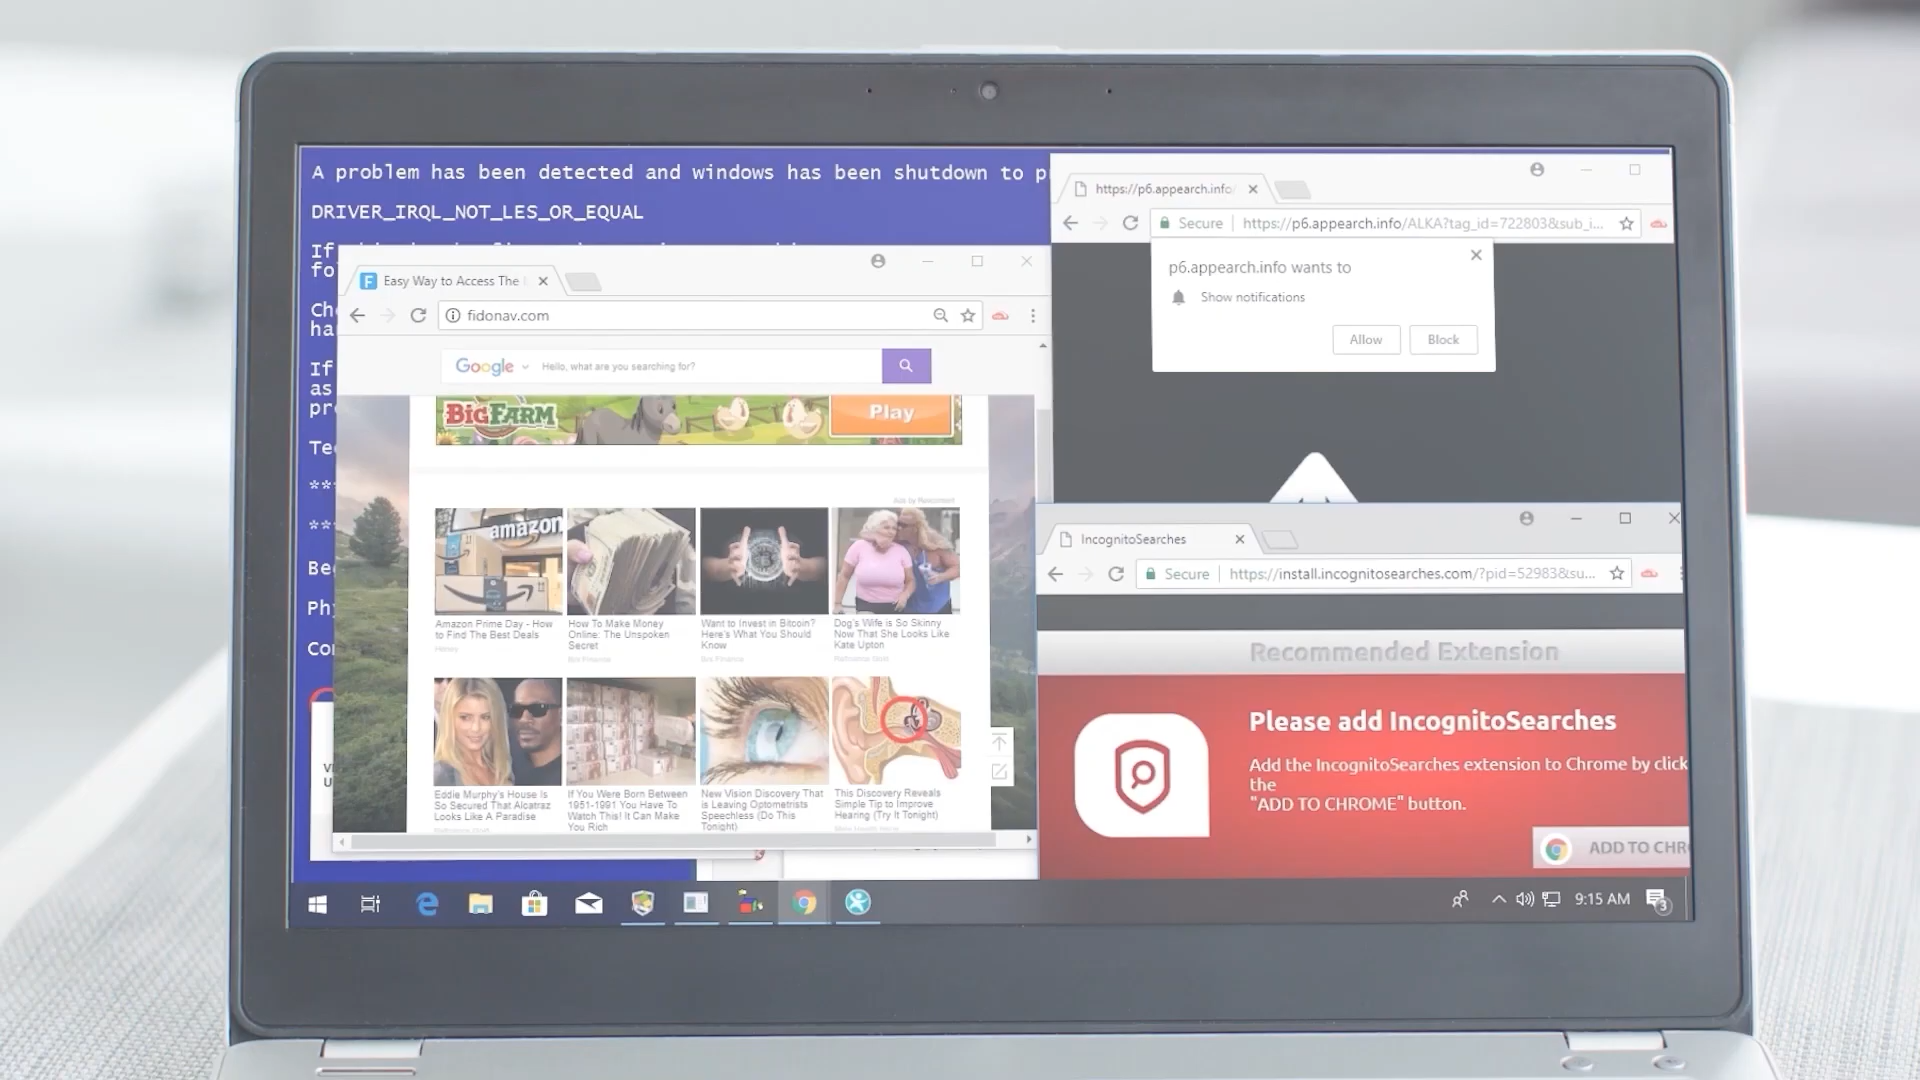 A problem has been detected and windows has been shutdown to
DRIVER_IRQL_NOT_LES_OR_EQUAL
If
as
Easy Way to Access The
fidonav.com
Google
Hello, what are you searching for?
BIGFARM
Play
Ads by
amazon
Amazon Prime Day - How
to Find The Best Deals
Honey
How To Make Money
Online: The Unspoken
Secret
Want to Invest in Bitcoin?
Here's What You Should
Know
Dog's Wife is So Skinny
Now That She Looks Like
Kate Upton
Eddie Murphy's House Is
So Secured That Alcatraz
Looks Like A Paradise
If You Were Born Between
1951-1991 You Have To
Watch This! It Can Make
You Rich
New Vision Discovery That
is Leaving Optometrists
Speechless (Do This
Tonight)
This Discovery Reveals
Simple Tip to Improve
Hearing (Try It Tonight)
https://p6.appearch.info/
Secure
https://p6.appearch.info/ALKA?tag_id=722803&sub_i...
p6.appearch.info wants to
Show notifications
Allow
Block
IncognitoSearches
Secure
https://install.incognitosearches.com/?pid=52983&su...
Recommended Extension
Please add IncognitoSearches
Add the IncognitoSearches extension to Chrome by click
the
"ADD TO CHROME" button.
ADD TO CHR
9:15 AM
3